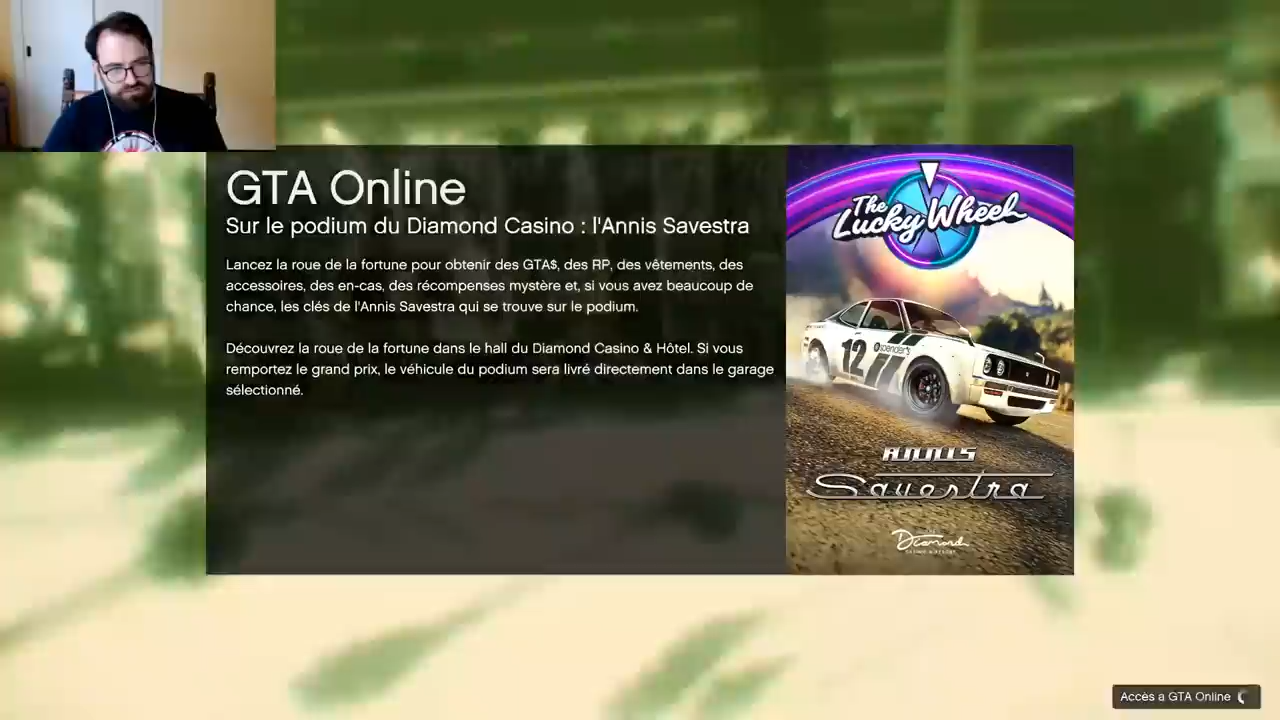 GTA Online
Sur le podium du Diamond Casino : l'Annis Savestra
Lancez la roue de la fortune pour obtenir des GTA$, des RP, des vêtements, des
accessoires, des en-cas, des récompenses mystère et, si vous avez beaucoup de
chance, les clés de l'Annis Savestra qui se trouve sur le podium.
Découvrez la roue de la fortune dans le hall du Diamond Casino & Hôtel. Si vous
remportez le grand prix, le véhicule du podium sera livré directement dans le garage
sélectionné.
The
Lucky Wheel
12
ANNIS
Savestra
Diamond
Accès a GTA Online